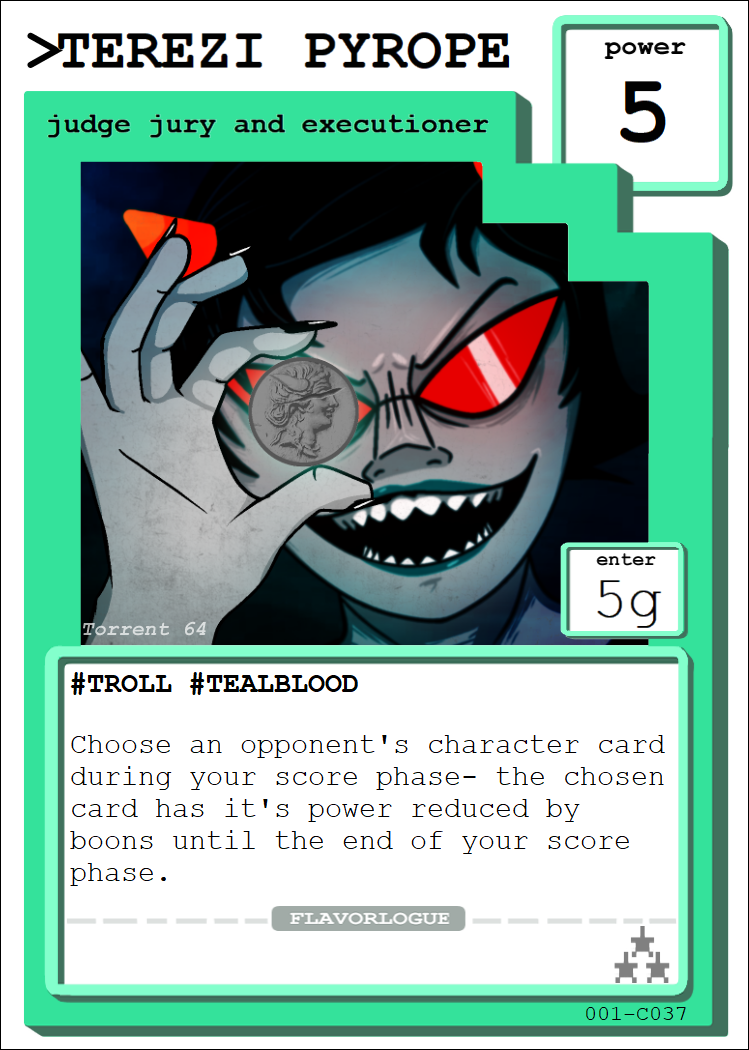 >TEREZI PYROPE
power
5
judge jury and executioner
enter
5g
Torrent 64
#TROLL #TEALBLOOD
Choose an opponent's character card
during your score phase- the chosen
card has it's power reduced by
boons until the end of your score
phase.
FLAVORLOGUE
001-C037